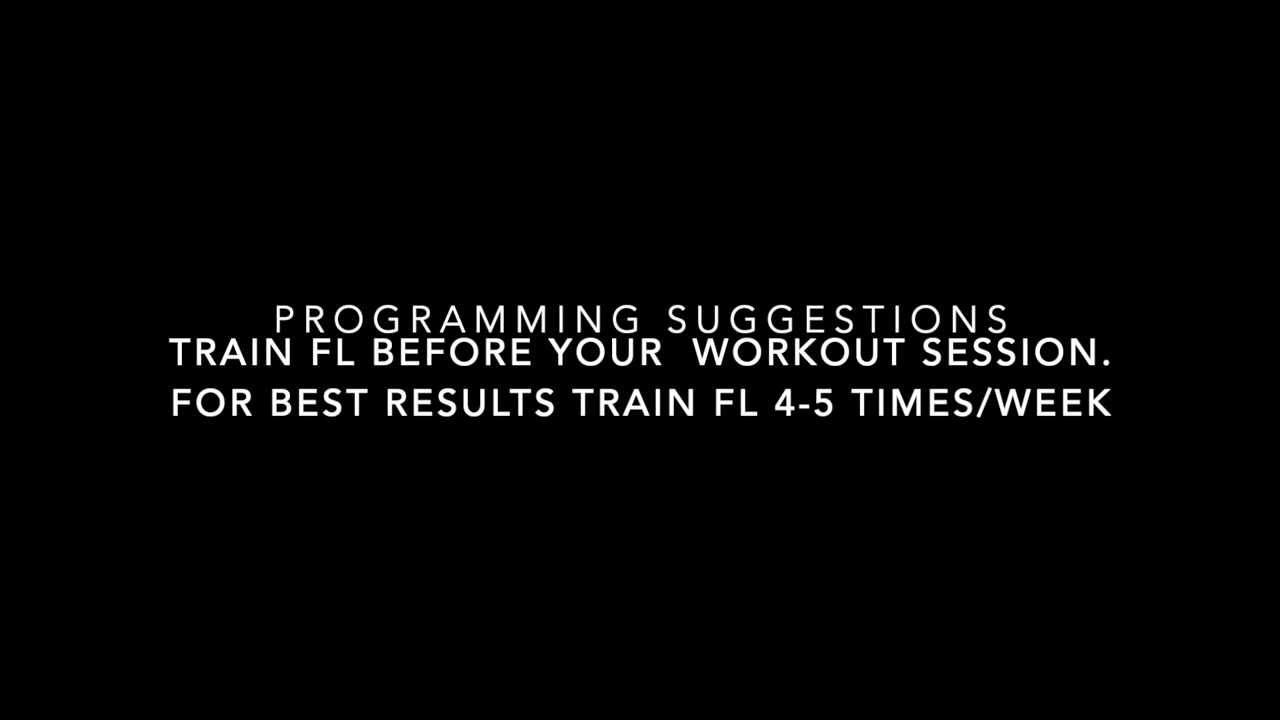 PROGRAMMING SUGGESTIONS
TRAIN FL BEFORE YOUR  WORKOUT SESSION.
FOR BEST RESULTS TRAIN FL 4-5 TIMES/WEEK